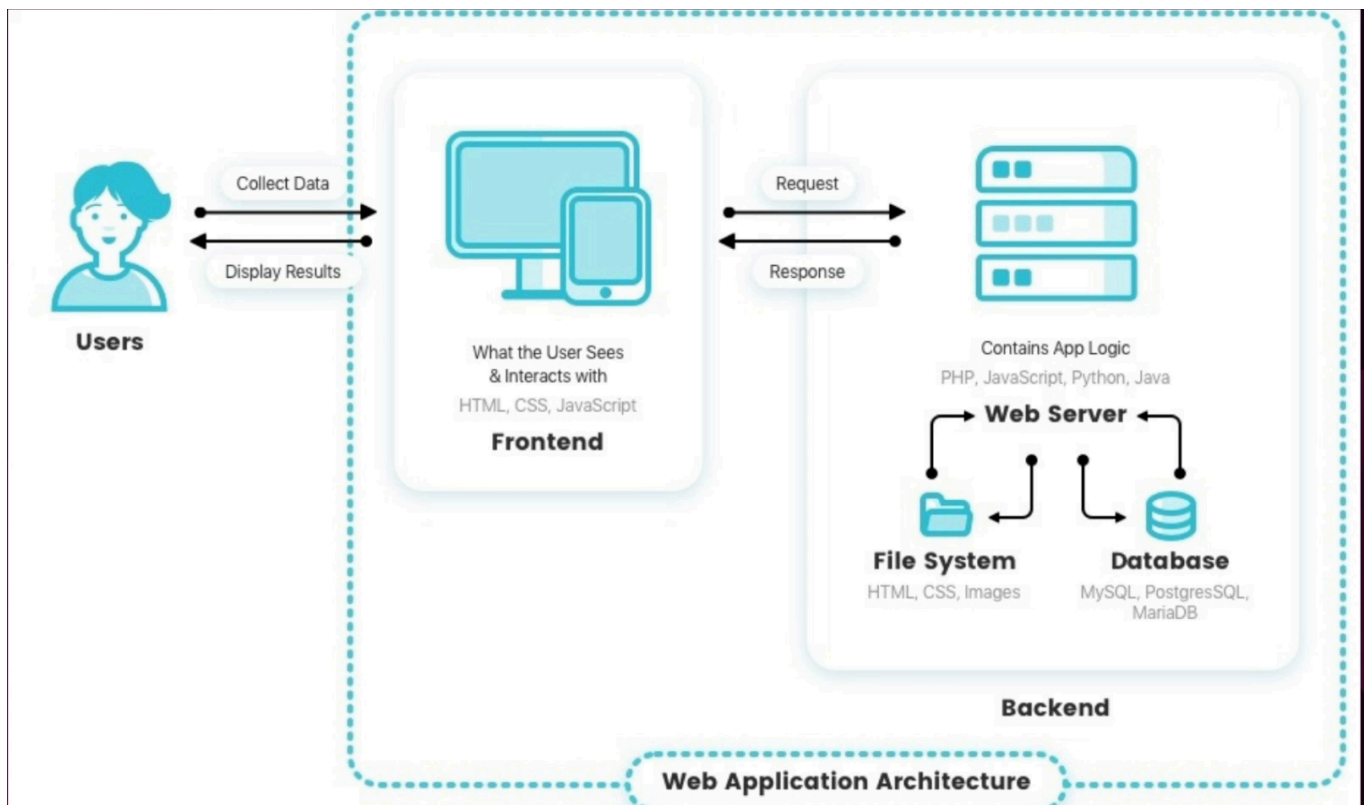 Collect Data
Display Results
Users
What the User Sees
& Interacts with
HTML, CSS, JavaScript
Frontend
Request
Response
Contains App Logic
PHP, JavaScript, Python, Java
Web Server
File System
HTML, CSS, Images
Database
MySQL, PostgresSQL,
MariaDB
Backend
Web Application Architecture